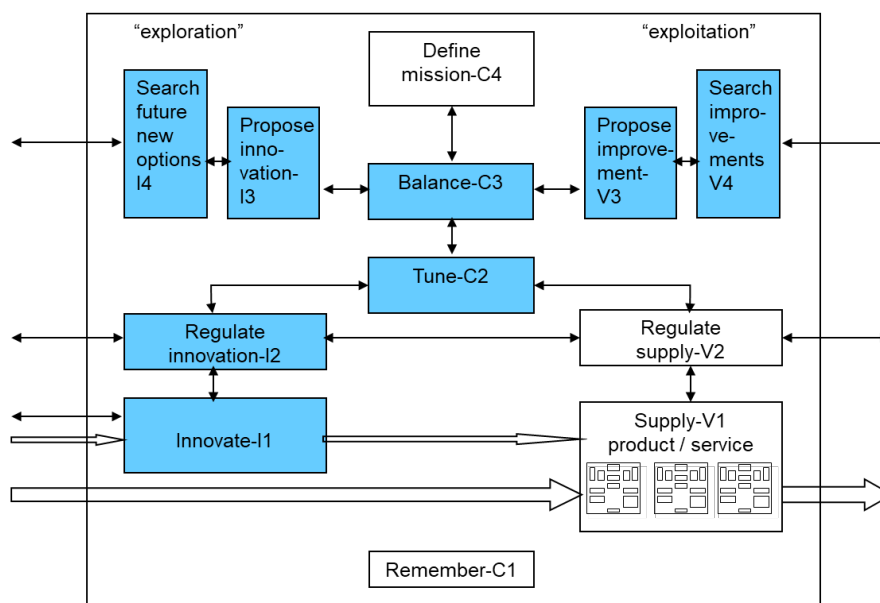 “exploration”
“exploitation”
Define
mission-C4
Search
future
new
options
I4
Propose
inno-
vation-
I3
Balance-C3
Propose
improve-
ment-
V3
Search
impro-
ve-
ments
V4
Tune-C2
Regulate
innovation-I2
Regulate
supply-V2
Innovate-I1
Supply-V1
product / service
Remember-C1